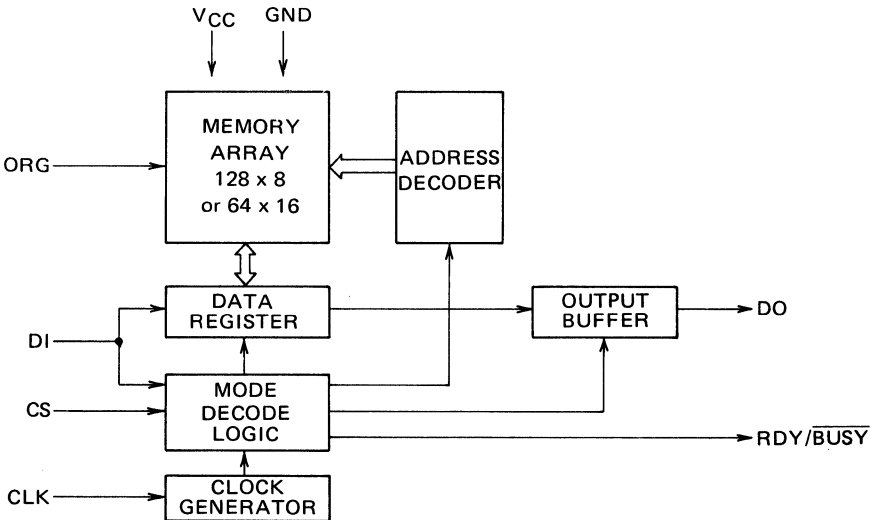 VCC GND
MEMORY
ARRAY
128 x 8
or 64 x 16
ORG
ADDRESS
DECODER
DATA
REGISTER
OUTPUT
BUFFER
DO
DI
MODE
DECODE
LOGIC
CS
RDY/BUSY
CLOCK
GENERATOR
CLK